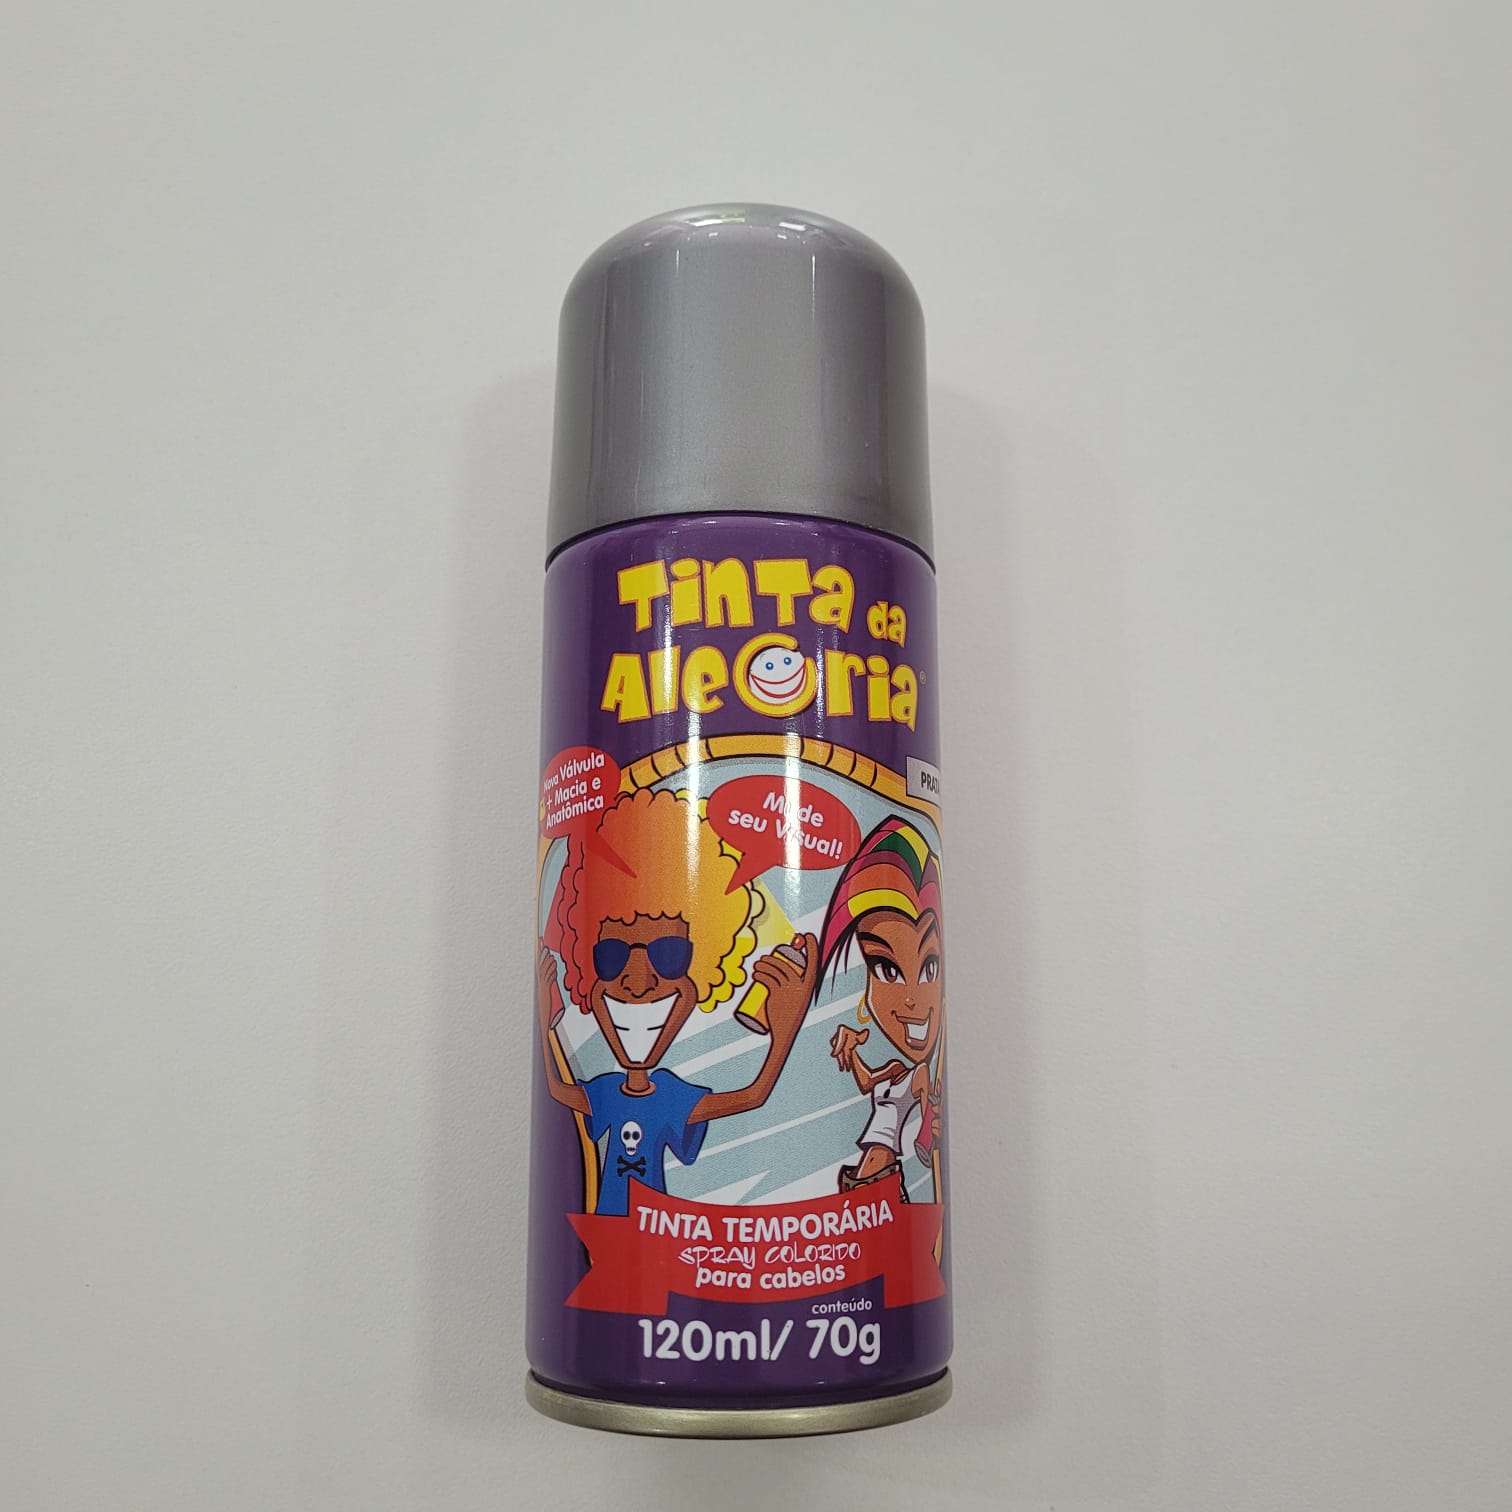 Tinta da
Alegria®
Nova Válvula
+ Macia e
Anatômica
Mude
seu Visual!
PRATA
TINTA TEMPORÁRIA
SPRAY COLORIDO
para cabelos
conteúdo
120ml/ 70g